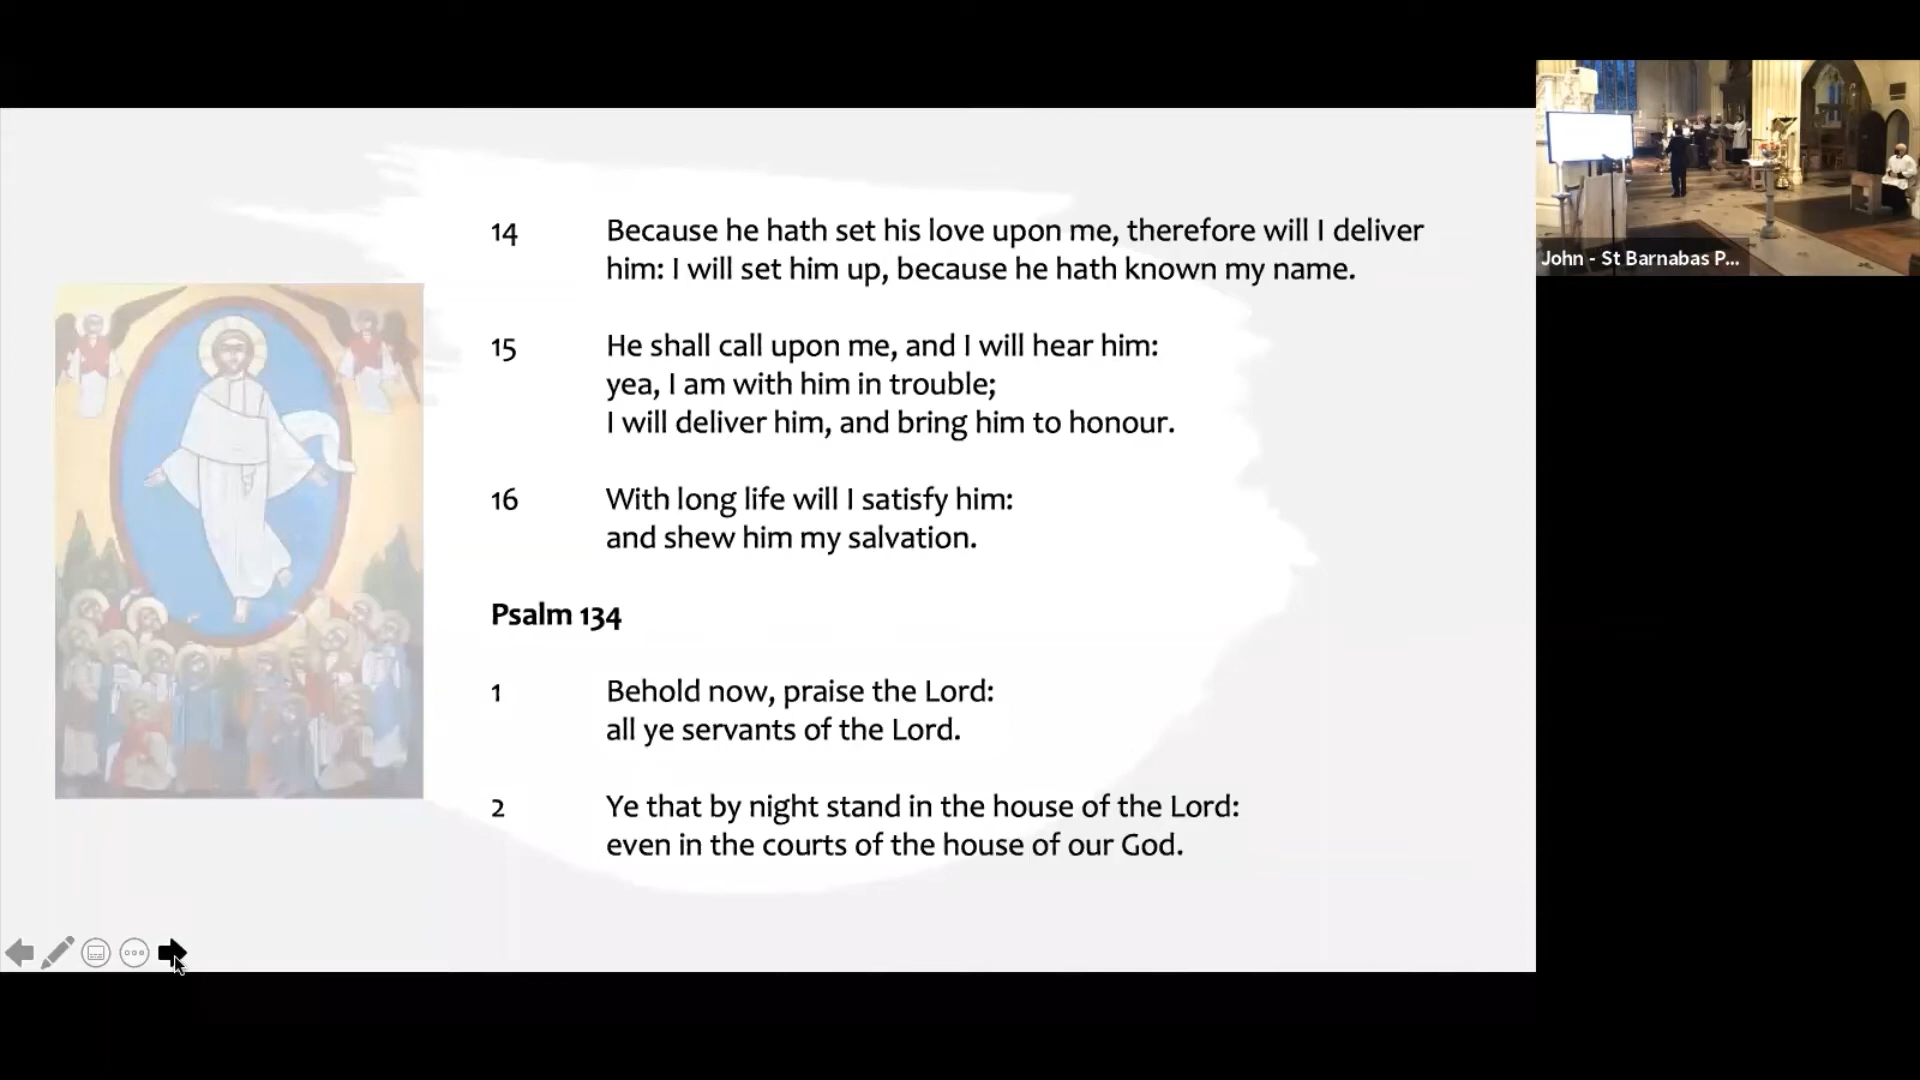 14 Because he hath set his love upon me, therefore will I deliver
him: I will set him up, because he hath known my name.
15 He shall call upon me, and I will hear him:
yea, I am with him in trouble;
I will deliver him, and bring him to honour.
16 With long life will I satisfy him:
and shew him my salvation.
Psalm 134
1 Behold now, praise the Lord:
all ye servants of the Lord.
2 Ye that by night stand in the house of the Lord:
even in the courts of the house of our God.
John - St Barnabas P...